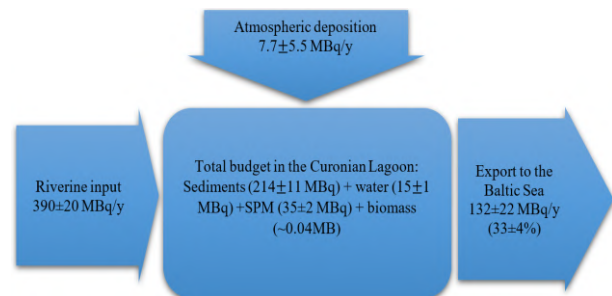 Atmospheric deposition
7.7±5.5 MBq/y
Riverine input
390±20 MBq/y
Total budget in the Curonian Lagoon:
Sediments (214±11 MBq) + water (15±1
MBq) +SPM (35±2 MBq) + biomass
(~0.04MB)
Export to the
Baltic Sea
132±22 MBq/y
(33±4%)